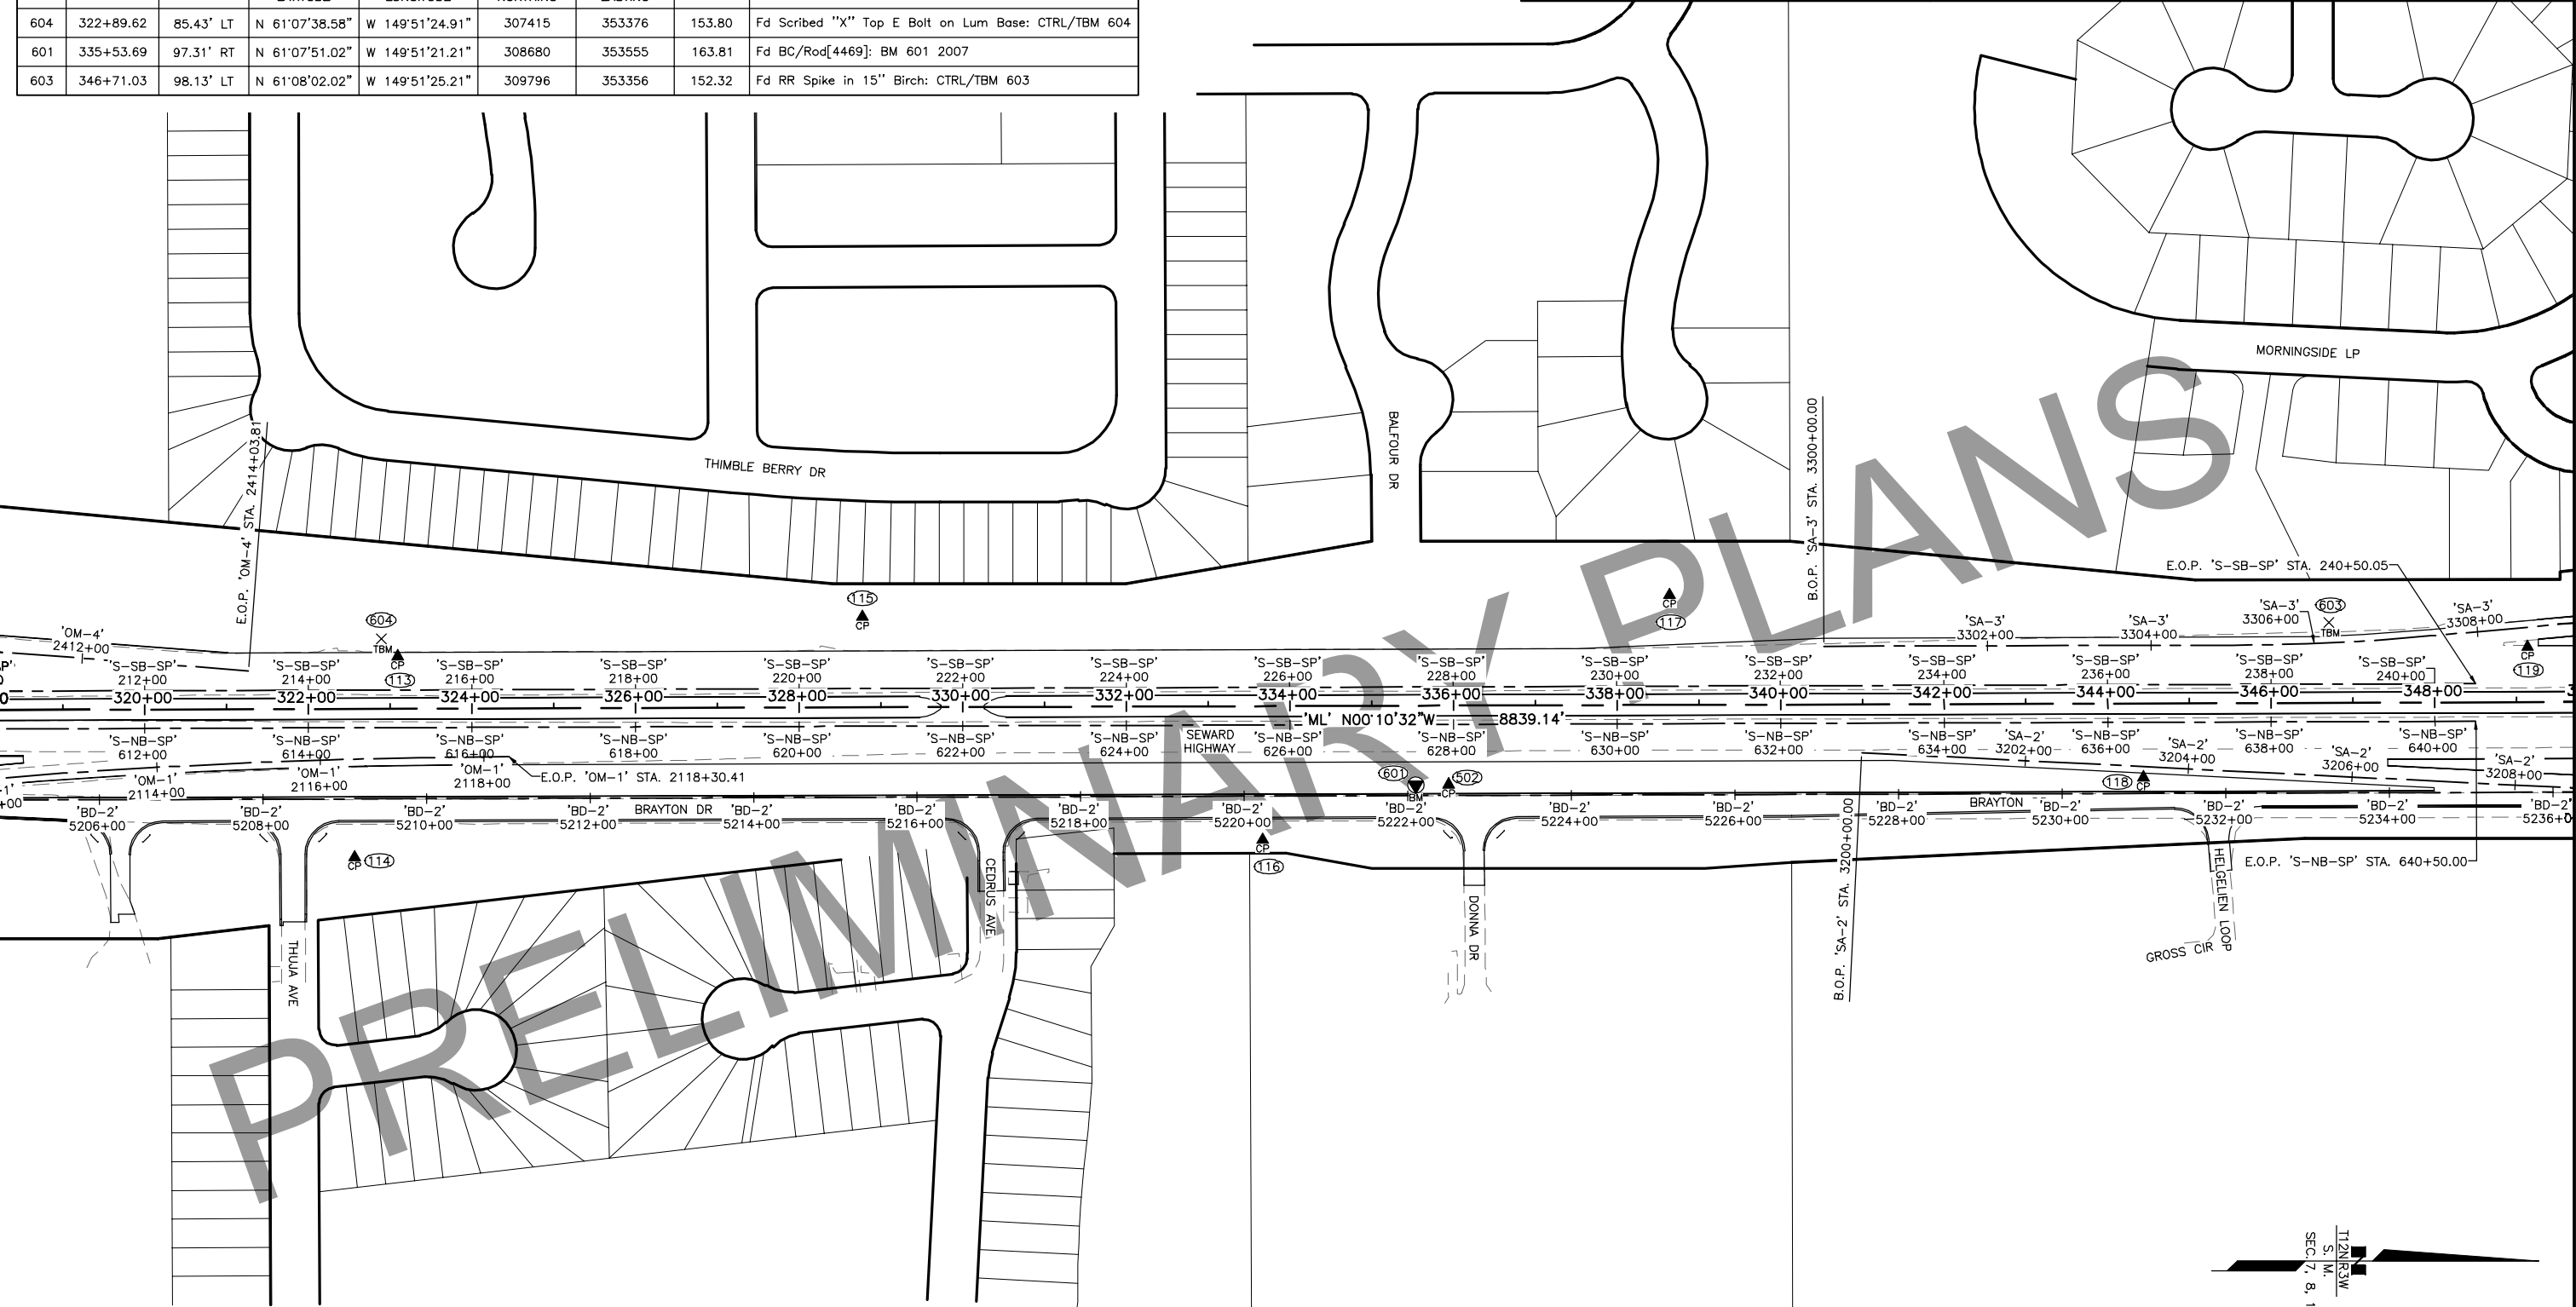 604 322+89.62 85.43' LT N 61°07'38.58" W 149°51'24.91" 307415 353376 153.80 Fd Scribed "X" Top E Bolt on Lum Base: CTRL/TBM 604
601 335+53.69 97.31' RT N 61°07'51.02" W 149°51'21.21" 308680 353555 163.81 Fd BC/Rod[4469]: BM 601 2007
603 346+71.03 98.13' LT N 61°08'02.02" W 149°51'25.21" 309796 353356 152.32 Fd RR Spike in 15" Birch: CTRL/TBM 603
MORNINGSIDE LP
THIMBLE BERRY DR
BALFOUR DR
E.O.P. 'OM-4' STA. 2414+03.81
B.O.P. 'SA-3' STA. 3300+00.00
E.O.P. 'S-SB-SP' STA. 240+50.05
PRELIMINARY PLANS
604
TBM
CP
113
115
CP
CP
117
603
TBM
CP
119
'OM-4'
2412+00
'SA-3'
3302+00
'SA-3'
3304+00
'SA-3'
3306+00
'SA-3'
3308+00
'S-SB-SP'
212+00
'S-SB-SP'
214+00
'S-SB-SP'
216+00
'S-SB-SP'
218+00
'S-SB-SP'
220+00
'S-SB-SP'
222+00
'S-SB-SP'
224+00
'S-SB-SP'
226+00
'S-SB-SP'
228+00
'S-SB-SP'
230+00
'S-SB-SP'
232+00
'S-SB-SP'
234+00
'S-SB-SP'
236+00
'S-SB-SP'
238+00
'S-SB-SP'
240+00
320+00 322+00 324+00 326+00 328+00 330+00 332+00 334+00 336+00 338+00 340+00 342+00 344+00 346+00 348+00
'ML' N00°10'32"W 8839.14'
SEWARD
HIGHWAY
'S-NB-SP'
612+00
'S-NB-SP'
614+00
'S-NB-SP'
616+00
'S-NB-SP'
618+00
'S-NB-SP'
620+00
'S-NB-SP'
622+00
'S-NB-SP'
624+00
'S-NB-SP'
626+00
'S-NB-SP'
628+00
'S-NB-SP'
630+00
'S-NB-SP'
632+00
'S-NB-SP'
634+00
'S-NB-SP'
636+00
'S-NB-SP'
638+00
'S-NB-SP'
640+00
'OM-1'
2114+00
'OM-1'
2116+00
'OM-1'
2118+00
E.O.P. 'OM-1' STA. 2118+30.41
'SA-2'
3202+00
'SA-2'
3204+00
'SA-2'
3206+00
'SA-2'
3208+00
601
BM
502
CP
118
CP
BRAYTON DR
BRAYTON
'BD-2'
5206+00
'BD-2'
5208+00
'BD-2'
5210+00
'BD-2'
5212+00
'BD-2'
5214+00
'BD-2'
5216+00
'BD-2'
5218+00
'BD-2'
5220+00
'BD-2'
5222+00
'BD-2'
5224+00
'BD-2'
5226+00
'BD-2'
5228+00
'BD-2'
5230+00
'BD-2'
5232+00
'BD-2'
5234+00
'BD-2'
5236+0
CP
114
CP
116
THUJA AVE
CEDRUS AVE
DONNA DR
B.O.P. 'SA-2' STA. 3200+00.00
HELGELIEN LOOP
GROSS CIR
E.O.P. 'S-NB-SP' STA. 640+50.00
T12N R3W
S. M.
SEC. 7, 8,